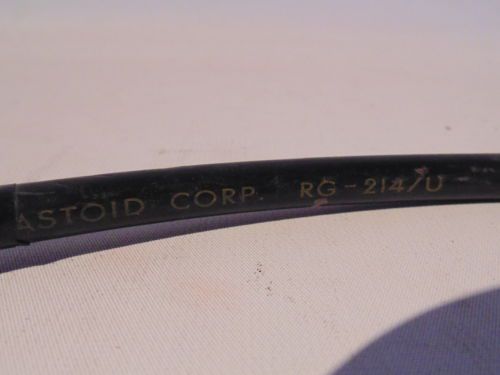 ASTOID CORP. RG-214/U